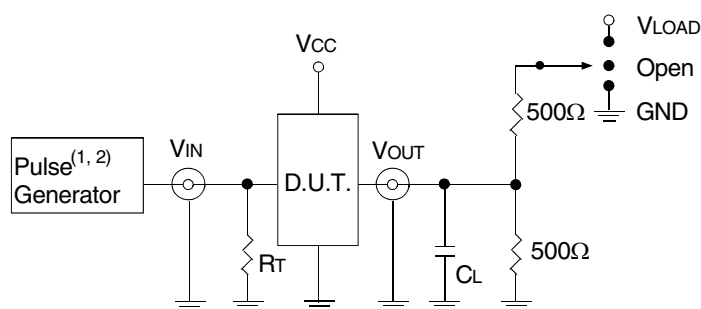 VLOAD
VCC
Open
500Ω
GND
Pulse(1, 2)
Generator
VIN
D.U.T.
VOUT
RT
CL
500Ω